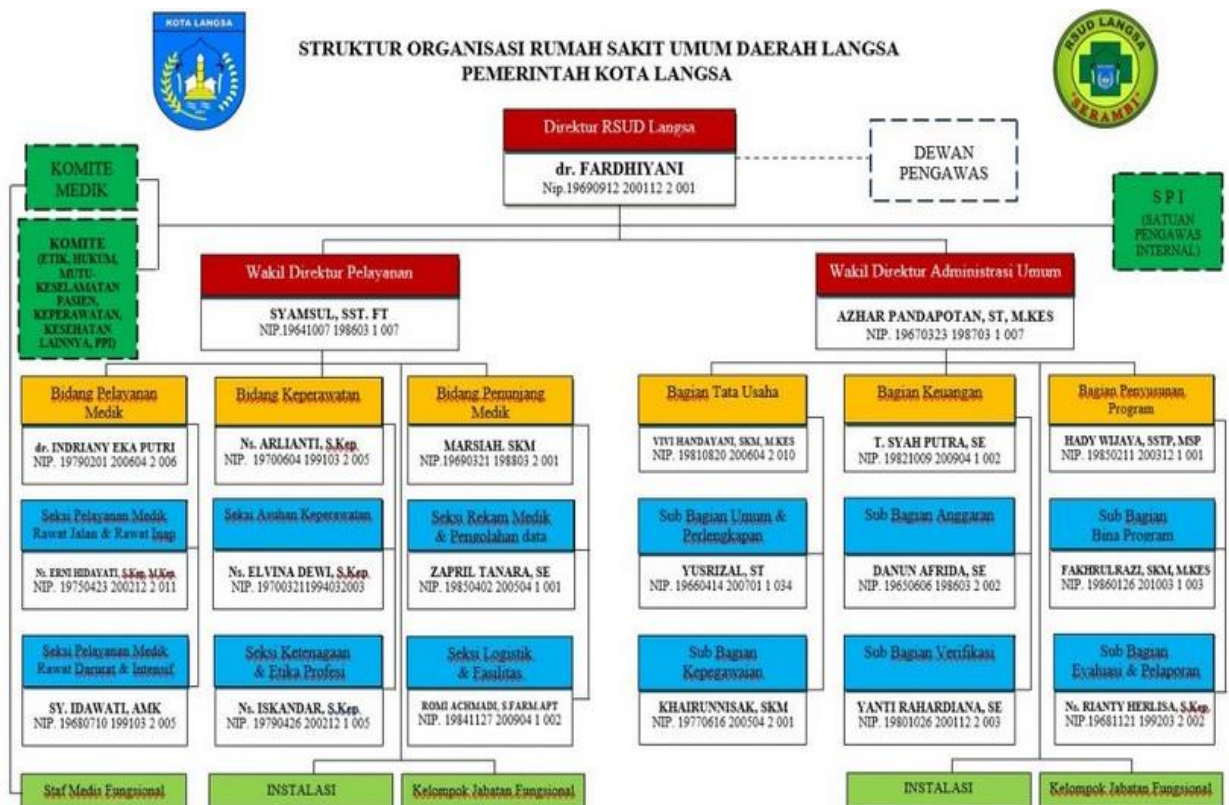 KOTA LANGSA
STRUKTUR ORGANISASI RUMAH SAKIT UMUM DAERAH LANGSA
PEMERINTAH KOTA LANGSA
RSUD LANGSA
"SERAMBI"
Direktur RSUD Langsa
dr. FARDHIYANI
Nip.19690912 200112 2 001
DEWAN
PENGAWAS
KOMITE
MEDIK
S P I
(SATUAN
PENGAWAS
INTERNAL)
KOMITE
(ETIK, HUKUM,
MUTU-
KESELAMATAN
PASIEN,
KEPERAWATAN,
KESEHATAN
LAINNYA, PPI)
Wakil Direktur Pelayanan
SYAMSUL, SST. FT
NIP.19641007 198603 1 007
Wakil Direktur Administrasi Umum
AZHAR PANDAPOTAN, ST, M.KES
NIP.19670323 198703 1 007
Bidang Pelayanan
Medik
dr. INDRIANY EKA PUTRI
NIP. 19790201 200604 2 006
Bidang Keperawatan
Ns. ARLIANTI, S.Kep
NIP. 19700604 199103 2 005
Bidang Penunjang
Medik
MARSIAH. SKM
NIP.19690321 198803 2 001
Bagian Tata Usaha
VIVI HANDAYANI, SKM, M.KES
NIP. 19810820 200604 2 010
Bagian Keuangan
T. SYAH PUTRA, SE
NIP. 19821009 200904 1 002
Bagian Penyusunan
Program
HADY WIJAYA, SSTP, MSP
NIP. 19850211 200312 1 001
Seksi Pelayanan Medik
Rawat Jalan & Rawat Inap
Ns. ERNI HIDAYATI, S.Kep, M.Kep
NIP. 19750423 200212 2 011
Seksi Asuhan Keperawatan
Ns. ELVINA DEWI, S.Kep
NIP. 197003211994032003
Seksi Rekam Medik
& Pengolahan data
ZAPRIL TANARA, SE
NIP. 19850402 200504 1 001
Sub Bagian Umum &
Perlengkapan
YUSRIZAL, ST
NIP. 19660414 200701 1 034
Sub Bagian Anggaran
DANUN AFRIDA, SE
NIP. 19650606 198603 2 002
Sub Bagian
Bina Program
FAKHRULRAZI, SKM, M.KES
NIP. 19860126 201003 1 003
Seksi Pelayanan Medik
Rawat Darurat & Intensif
SY. IDAWATI, AMK
NIP. 19680710 199103 2 005
Seksi Ketenagaan
& Etika Profesi
Ns. ISKANDAR, S.Kep
NIP. 19790426 200212 1 005
Seksi Logistik
& Fasilitas
ROMI ACHMADI, S.FARM.APT
NIP. 19841127 200904 1 002
Sub Bagian
Kepegawaian
KHAIRUNNISAK, SKM
NIP. 19770616 200504 2 001
Sub Bagian Verifikasi
YANTI RAHARDIANA, SE
NIP. 19801026 200112 2 003
Sub Bagian
Evaluasi & Pelaporan
Ns. RIANTY HERLISA, S.Kep
NIP.19681121 199203 2 002
Staf Medis Fungsional
INSTALASI
Kelompok Jabatan Fungsional
INSTALASI
Kelompok Jabatan Fungsional